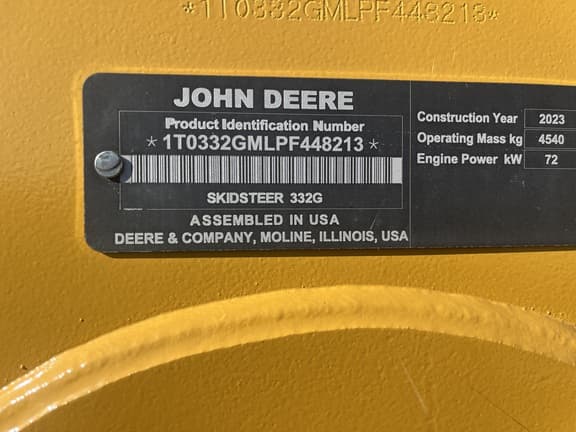 *1T0332GMLPF448213*
JOHN DEERE
Product Identification Number
*1T0332GMLPF448213*
SKIDSTEER 332G
ASSEMBLED IN USA
DEERE & COMPANY, MOLINE, ILLINOIS, USA
Construction Year 2023
Operating Mass kg 4540
Engine Power kW 72